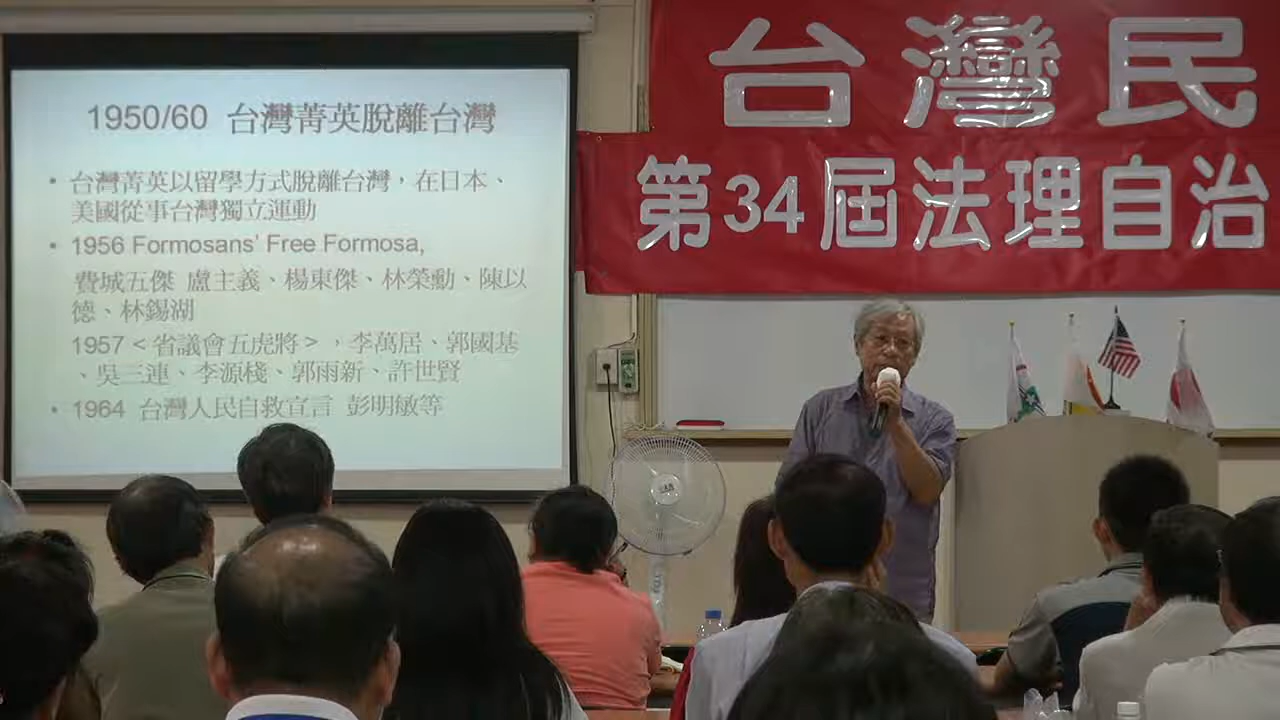 1950/60 台灣菁英脫離台灣
• 台灣菁英以留學方式脫離台灣，在日本、
美國從事台灣獨立運動
• 1956 Formosans' Free Formosa,
費城五傑 盧主義、楊東傑、林榮勳、陳以
德、林錫湖
1957 < 省議會五虎將 > ，李萬居、郭國基
、吳三連、李源棧、郭雨新、許世賢
• 1964 台灣人民自救宣言 彭明敏等
台灣民
第34屆法理自治